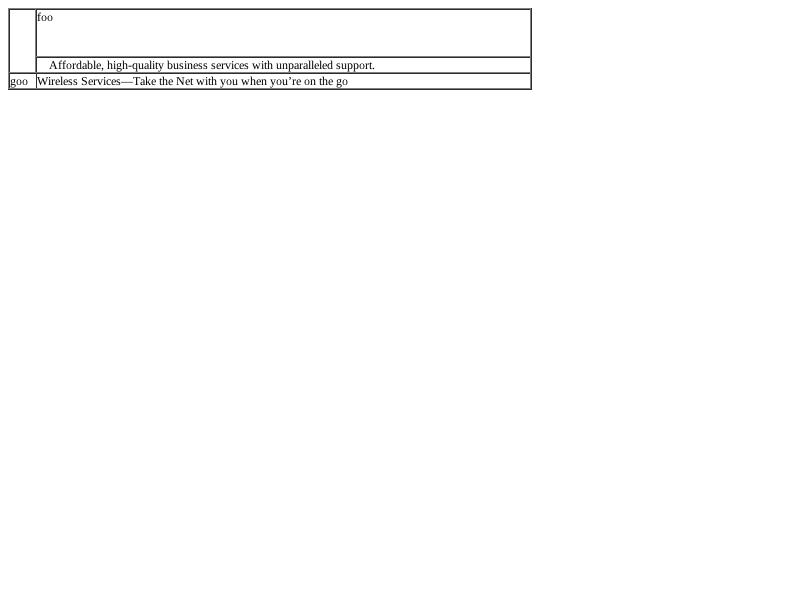 foo
Affordable, high-quality business services with unparalleled support.
goo Wireless Services—Take the Net with you when you’re on the go